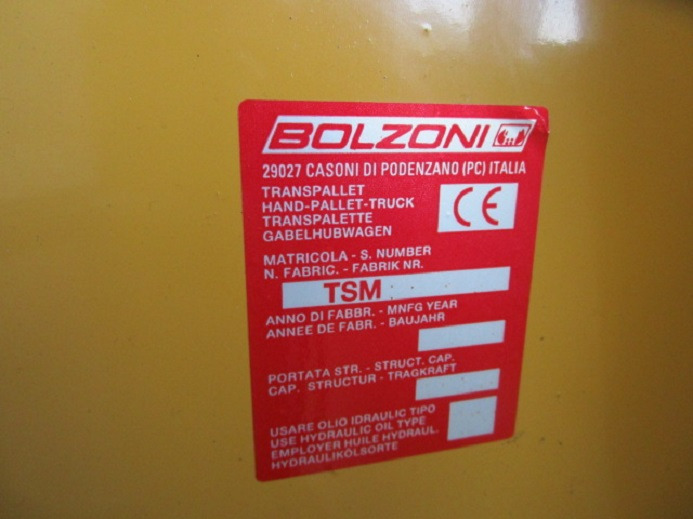 BOLZONI
29027 CASONI DI PODENZANO (PC) ITALIA
TRANSPALLET
HAND-PALLET-TRUCK
TRANSPALETTE
GABELHUBWAGEN
CE
MATRICOLA - S. NUMBER
N. FABRIC. - FABRIK NR.
TSM
ANNO DI FABBR. - MNFG YEAR
ANNEE DE FABR. - BAUJAHR
PORTATA STR. - STRUCT. CAP.
CAP. STRUCTUR - TRAGKRAFT
USARE OLIO IDRAULIC TIPO
USE HYDRAULIC OIL TYPE
EMPLOYER HUILE HYDRAUL.
HYDRAULIKÖLSORTE